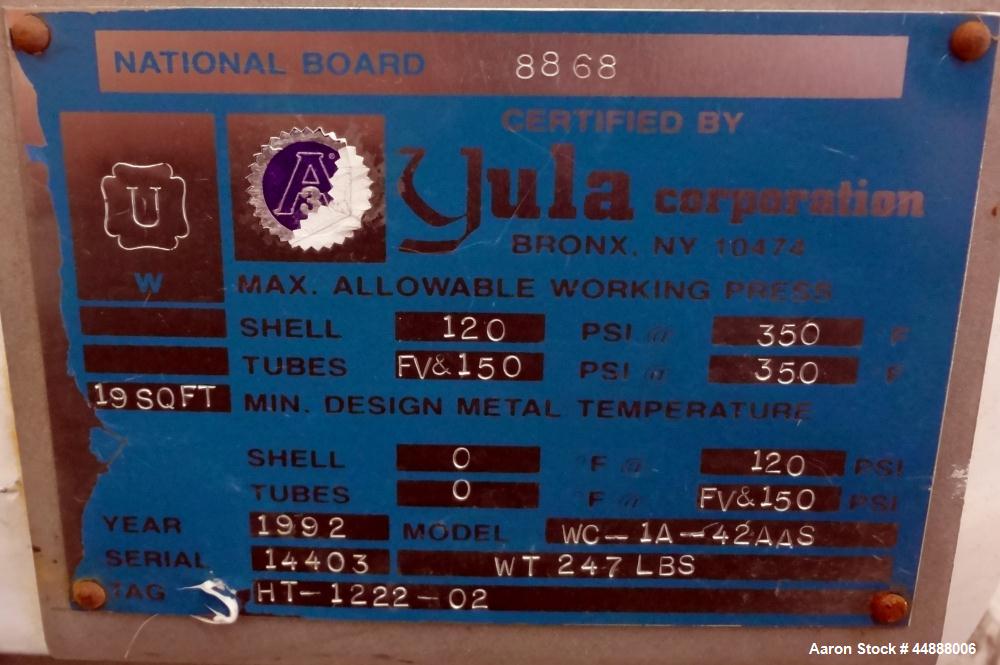 NATIONAL BOARD 8868
CERTIFIED BY
U
A
3
yula corporation
BRONX, NY 10474
W
MAX. ALLOWABLE WORKING PRESS
SHELL 120 PSI @ 350 F
TUBES FV&150 PSI @ 350 F
19 SQFT MIN. DESIGN METAL TEMPERATURE
SHELL 0 °F @ 120 PSI
TUBES 0 °F @ FV&150 PSI
YEAR 1992 MODEL WC-1A-42AAS
SERIAL 14403 WT 247 LBS
TAG HT-1222-02
Aaron Stock # 44888006